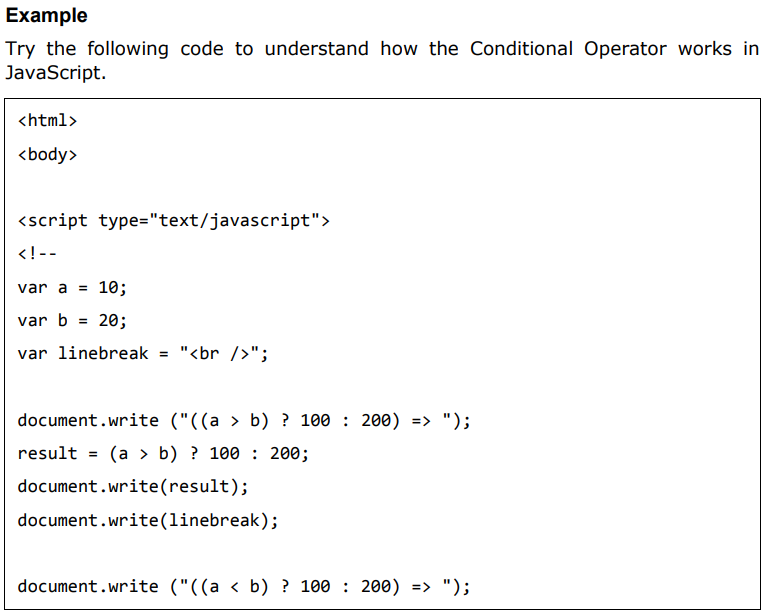 Example
Try the following code to understand how the Conditional Operator works in
JavaScript.
<html>
<body>
<script type="text/javascript">
<!--
var a = 10;
var b = 20;
var linebreak = "<br />";
document.write ("((a > b) ? 100 : 200) => ");
result = (a > b) ? 100 : 200;
document.write(result);
document.write(linebreak);
document.write ("((a < b) ? 100 : 200) => ");